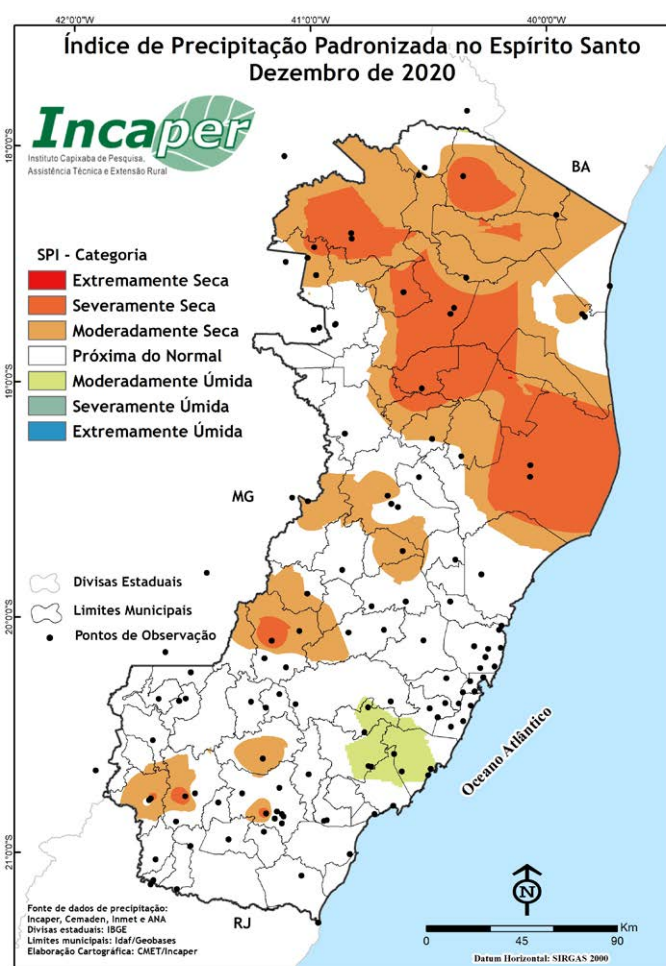 42°0'0"W
41°0'0"W
40°0'0"W
Índice de Precipitação Padronizada no Espírito Santo
Dezembro de 2020
Incaper
Instituto Capixaba de Pesquisa,
Assistência Técnica e Extensão Rural
18°0'0"S
BA
SPI - Categoria
Extremamente Seca
Severamente Seca
Moderadamente Seca
Próxima do Normal
Moderadamente Úmida
Severamente Úmida
Extremamente Úmida
19°0'0"S
MG
Divisas Estaduais
Limites Municipais
Pontos de Observação
20°0'0"S
Oceano Atlântico
21°0'0"S
Fonte de dados de precipitação:
Incaper, Cemaden, Inmet e ANA
Divisas estaduais: IBGE
Limites municipais: Idaf/Geobases
Elaboração Cartográfica: CMET/Incaper
RJ
N
Km
0 45 90
Datum Horizontal: SIRGAS 2000